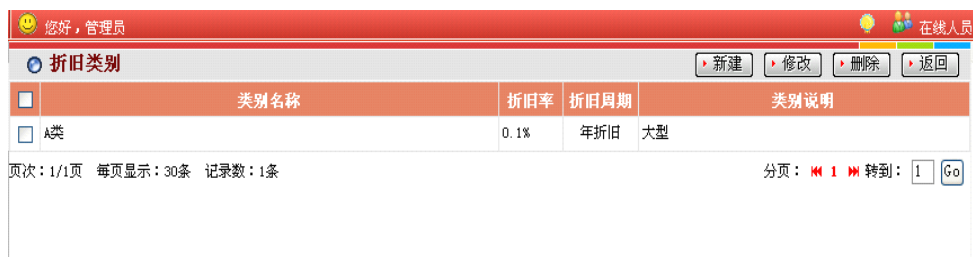 您好，管理员 在线人员
折旧类别 新建 修改 删除 返回
类别名称 折旧率 折旧周期 类别说明
A类 0.1% 年折旧 大型
页次：1/1页 每页显示：30条 记录数：1条 分页： 1 转到： 1 Go